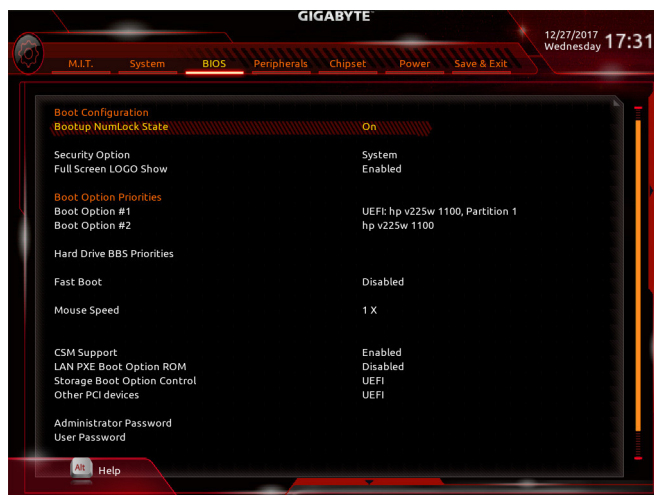 GIGABYTE™
12/27/2017 17:31
Wednesday
M.I.T. System BIOS Peripherals Chipset Power Save & Exit
Boot Configuration
Bootup NumLock State On
Security Option System
Full Screen LOGO Show Enabled
Boot Option Priorities
Boot Option #1 UEFI: hp v225w 1100, Partition 1
Boot Option #2 hp v225w 1100
Hard Drive BBS Priorities
Fast Boot Disabled
Mouse Speed 1 X
CSM Support Enabled
LAN PXE Boot Option ROM Disabled
Storage Boot Option Control UEFI
Other PCI devices UEFI
Administrator Password
User Password
Alt Help